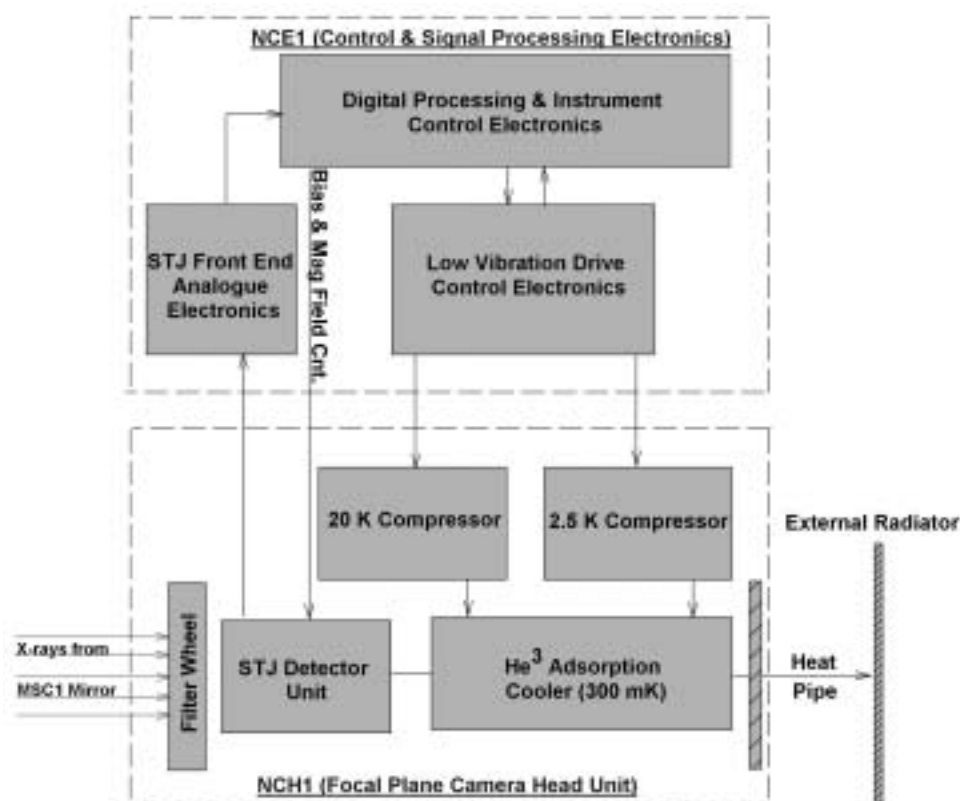 NCE1 (Control & Signal Processing Electronics)
Digital Processing & Instrument
Control Electronics
Bias & Mag Field Cnt.
STJ Front End
Analogue
Electronics
Low Vibration Drive
Control Electronics
20 K Compressor
2.5 K Compressor
External Radiator
X-rays from
MSC1 Mirror
Filter Wheel
STJ Detector
Unit
He³ Adsorption
Cooler (300 mK)
Heat
Pipe
NCH1 (Focal Plane Camera Head Unit)